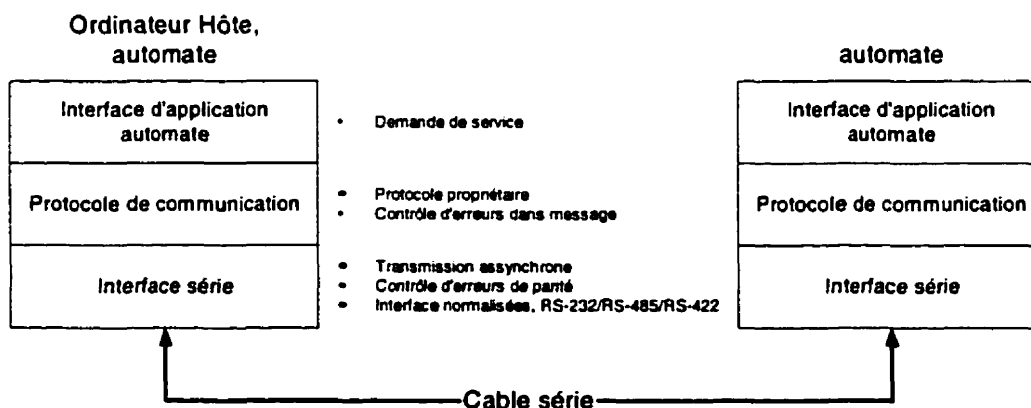 Ordinateur Hôte,
automate
Interface d'application
automate
Protocole de communication
Interface série
• Demande de service
• Protocole propriétaire
• Contrôle d'erreurs dans message
• Transmission assynchrone
• Contrôle d'erreurs de parité
• Interface normalisées, RS-232/RS-485/RS-422
automate
Interface d'application
automate
Protocole de communication
Interface série
Cable série